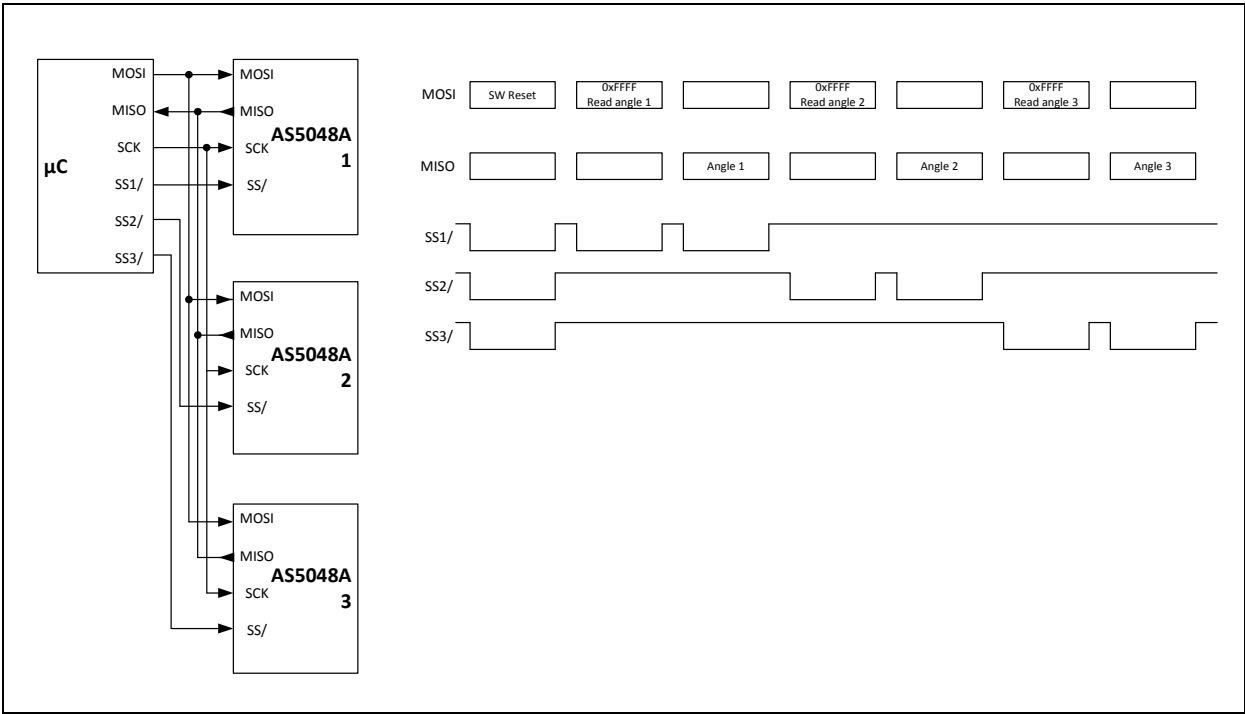 µC
MOSI
MISO
SCK
SS1/
SS2/
SS3/
MOSI
MISO
SCK
SS/
AS5048A
1
MOSI
MISO
SCK
SS/
AS5048A
2
MOSI
MISO
SCK
SS/
AS5048A
3
MOSI
SW Reset
0xFFFF
Read angle 1
0xFFFF
Read angle 2
0xFFFF
Read angle 3
MISO
Angle 1
Angle 2
Angle 3
SS1/
SS2/
SS3/